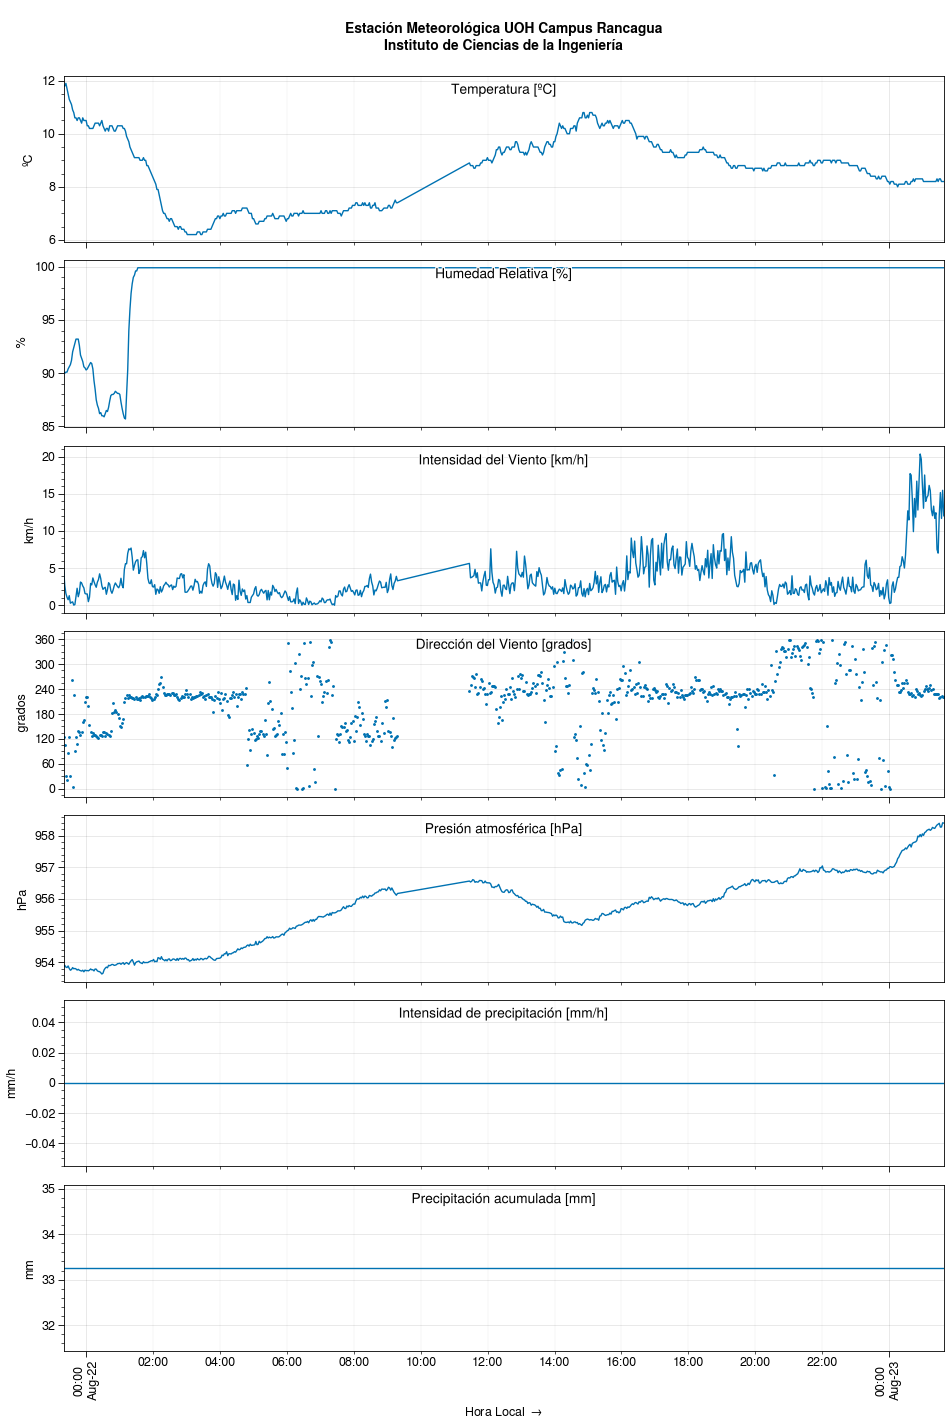 Estación Meteorológica UOH Campus Rancagua
Instituto de Ciencias de la Ingeniería
Temperatura [ºC]
ºC
12
10
8
6
Humedad Relativa [%]
%
100
95
90
85
Intensidad del Viento [km/h]
km/h
20
15
10
5
0
Dirección del Viento [grados]
grados
360
300
240
180
120
60
0
Presión atmosférica [hPa]
hPa
958
957
956
955
954
Intensidad de precipitación [mm/h]
mm/h
0.04
0.02
0
−0.02
−0.04
Precipitación acumulada [mm]
mm
35
34
33
32
00:00
Aug-22
02:00
04:00
06:00
08:00
10:00
12:00
14:00
16:00
18:00
20:00
22:00
00:00
Aug-23
Hora Local →